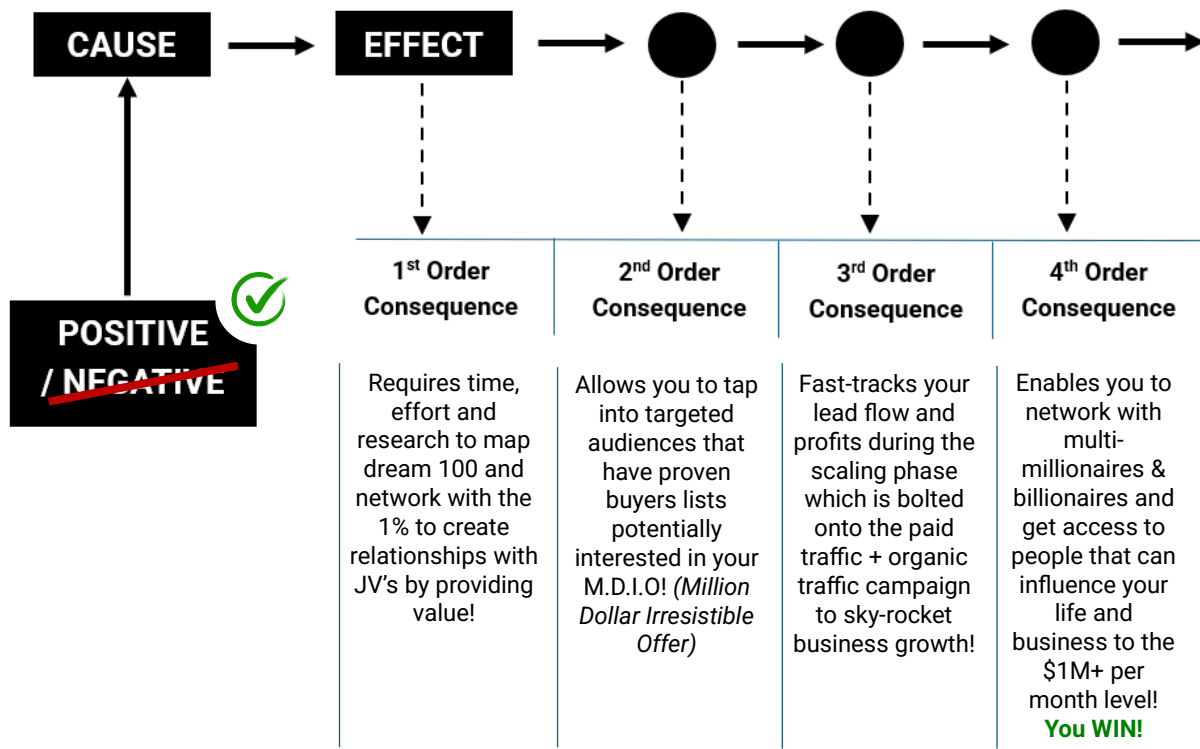 CAUSE
EFFECT
POSITIVE
/ NEGATIVE
1st Order
Consequence
2nd Order
Consequence
3rd Order
Consequence
4th Order
Consequence
Requires time,
effort and
research to map
dream 100 and
network with the
1% to create
relationships with
JV's by providing
value!
Allows you to tap
into targeted
audiences that
have proven
buyers lists
potentially
interested in your
M.D.I.O! (Million
Dollar Irresistible
Offer)
Fast-tracks your
lead flow and
profits during the
scaling phase
which is bolted
onto the paid
traffic + organic
traffic campaign
to sky-rocket
business growth!
Enables you to
network with
multi-
millionaires &
billionaires and
get access to
people that can
influence your
life and
business to the
$1M+ per
month level!
You WIN!